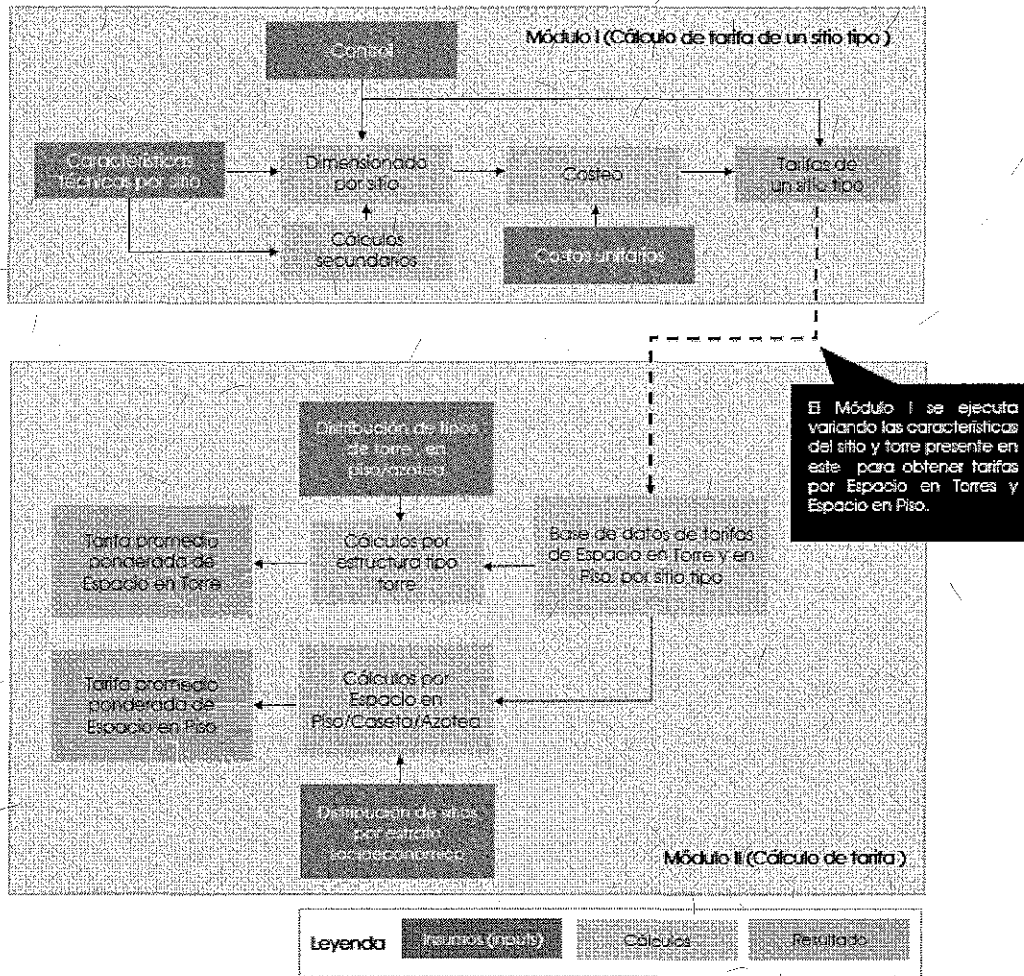 Módulo I (Cálculo de tarifa de un sitio tipo)
Control
Características
Técnicas por sitio
Dimensionado
por sitio
Costeo
Tarifas de
un sitio tipo
Cálculos
secundarios
Costos unitarios
El Módulo I se ejecuta
variando las características
del sitio y torre presente en
este para obtener tarifas
por Espacio en Torres y
Espacio en Piso.
Distribución de tipos
de torre en
piso/azotea
Tarifa promedio
ponderada de
Espacio en Torre
Cálculos por
estructura tipo
torre
Base de datos de tarifas
de Espacio en Torre y en
Piso, por sitio tipo
Tarifa promedio
ponderada de
Espacio en Piso
Cálculos por
Espacio en
Piso/Caseta/Azotea
Distribución de sitios
por estrato
socioeconómico
Módulo II (Cálculo de tarifa)
Leyenda
Insumos (inputs)
Cálculos
Resultado